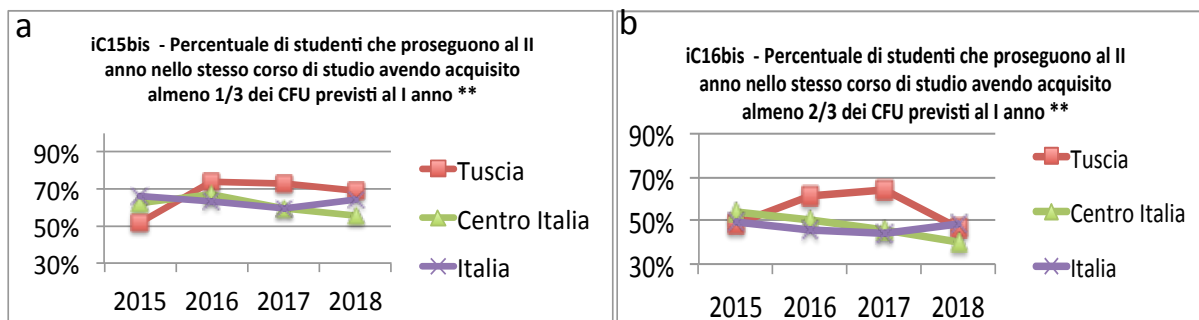 a
iC15bis - Percentuale di studenti che proseguono al II
anno nello stesso corso di studio avendo acquisito
almeno 1/3 dei CFU previsti al I anno **
90%
70%
50%
30%
2015 2016 2017 2018
Tuscia
Centro Italia
Italia
b
iC16bis - Percentuale di studenti che proseguono al II
anno nello stesso corso di studio avendo acquisito
almeno 2/3 dei CFU previsti al I anno **
90%
70%
50%
30%
2015 2016 2017 2018
Tuscia
Centro Italia
Italia